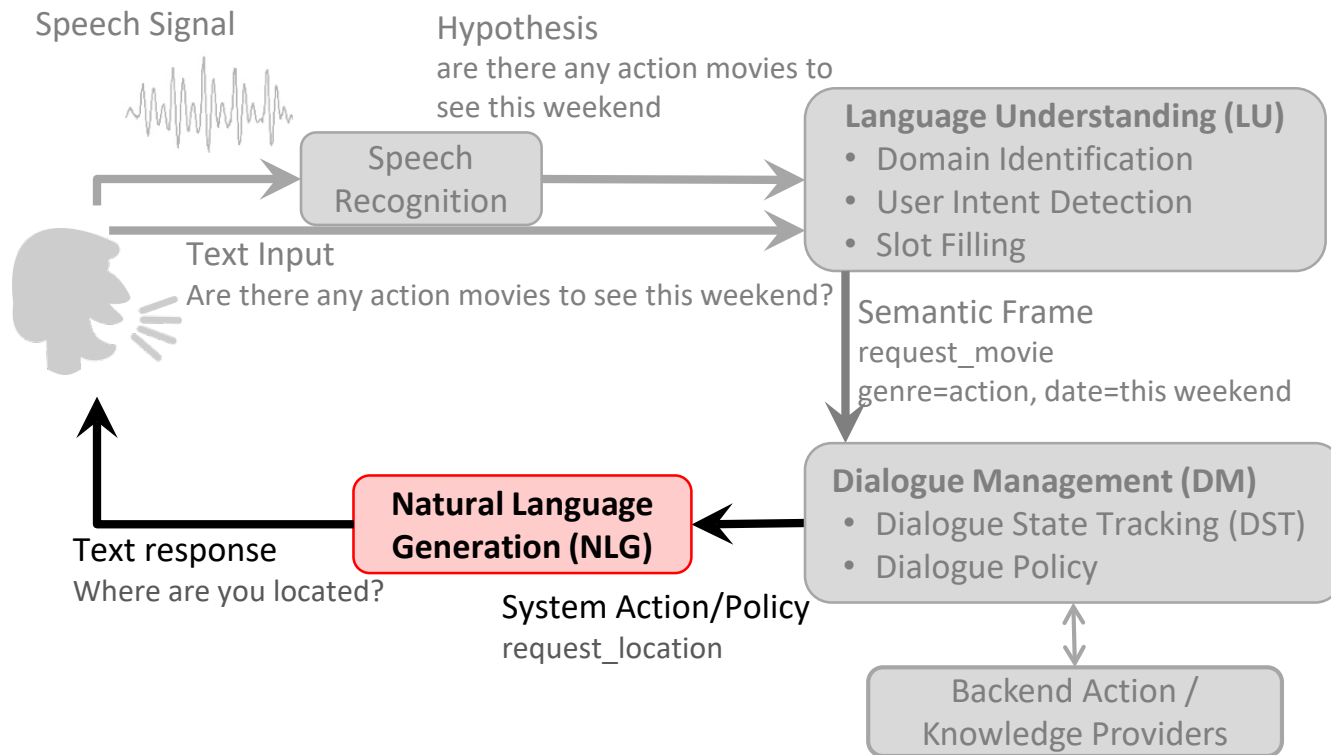 Speech Signal
Hypothesis
are there any action movies to
see this weekend
Speech
Recognition
Language Understanding (LU)
• Domain Identification
• User Intent Detection
• Slot Filling
Text Input
Are there any action movies to see this weekend?
Semantic Frame
request_movie
genre=action, date=this weekend
Natural Language
Generation (NLG)
Dialogue Management (DM)
• Dialogue State Tracking (DST)
• Dialogue Policy
Text response
Where are you located?
System Action/Policy
request_location
Backend Action /
Knowledge Providers